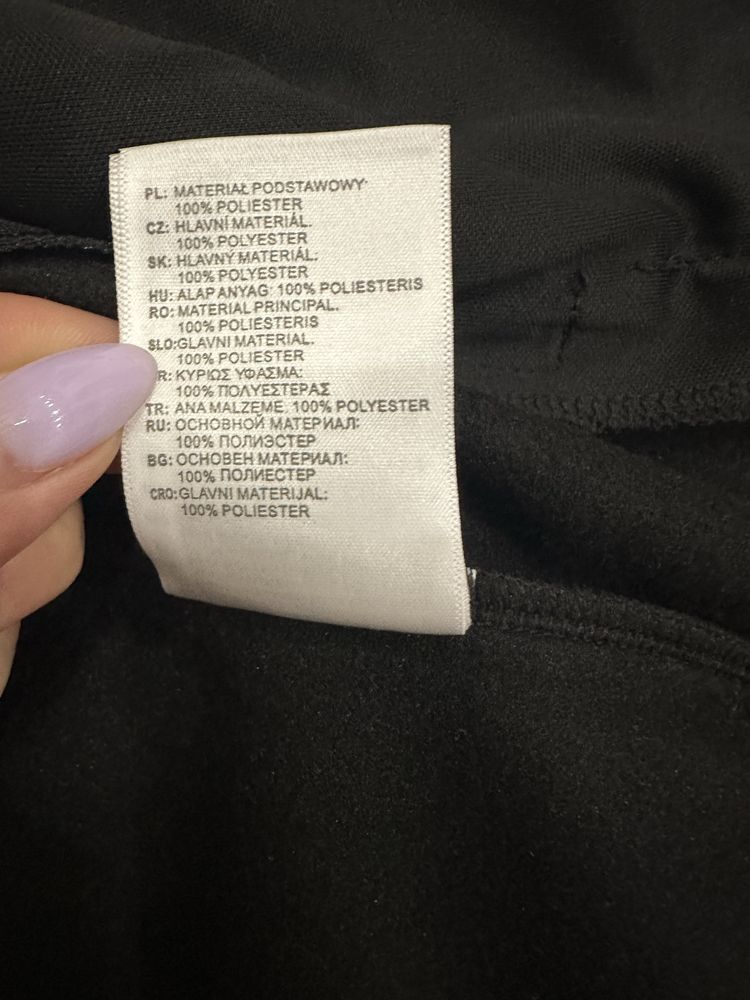 PL: MATERIAŁ PODSTAWOWY:
100% POLIESTER
CZ: HLAVNÍ MATERIÁL.
100% POLYESTER
SK: HLAVNÝ MATERIÁL:
100% POLYESTER
HU: ALAPANYAG: 100% POLIESTERIS
RO: MATERIAL PRINCIPAL.
100% POLIESTERIS
SLO:GLAVNI MATERIAL.
100% POLIESTER
R: ΚΥΡΙΩΣ ΥΦΑΣΜΑ:
100% ΠΟΛΥΕΣΤΕΡΑΣ
TR: ANA MALZEME. 100% POLYESTER
RU: ОСНОВНОЙ МАТЕРИАЛ:
100% ПОЛИЭСТЕР
BG: ОСНОВЕН МАТЕРИАЛ:
100% ПОЛИЕСТЕР
CRO:GLAVNI MATERIJAL:
100% POLIESTER